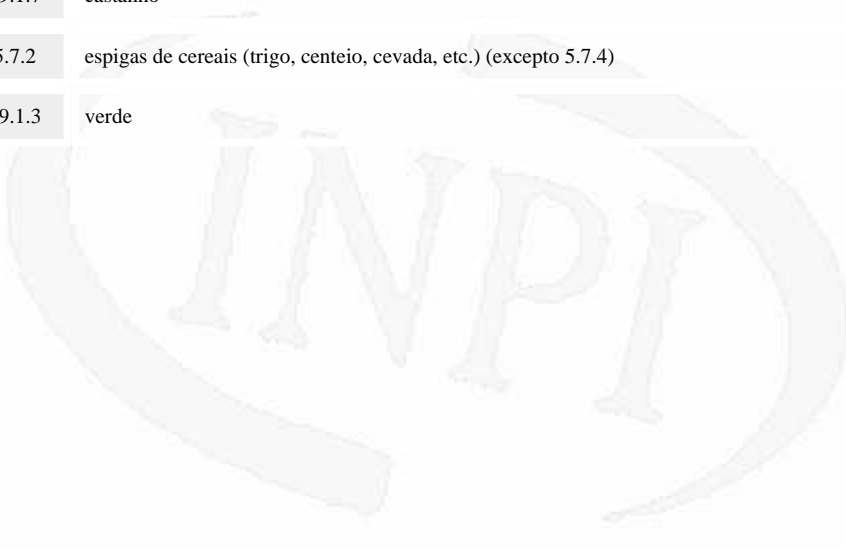 5.7.2 espigas de cereais (trigo, centeio, cevada, etc.) (excepto 5.7.4)
9.1.3 verde
INPI